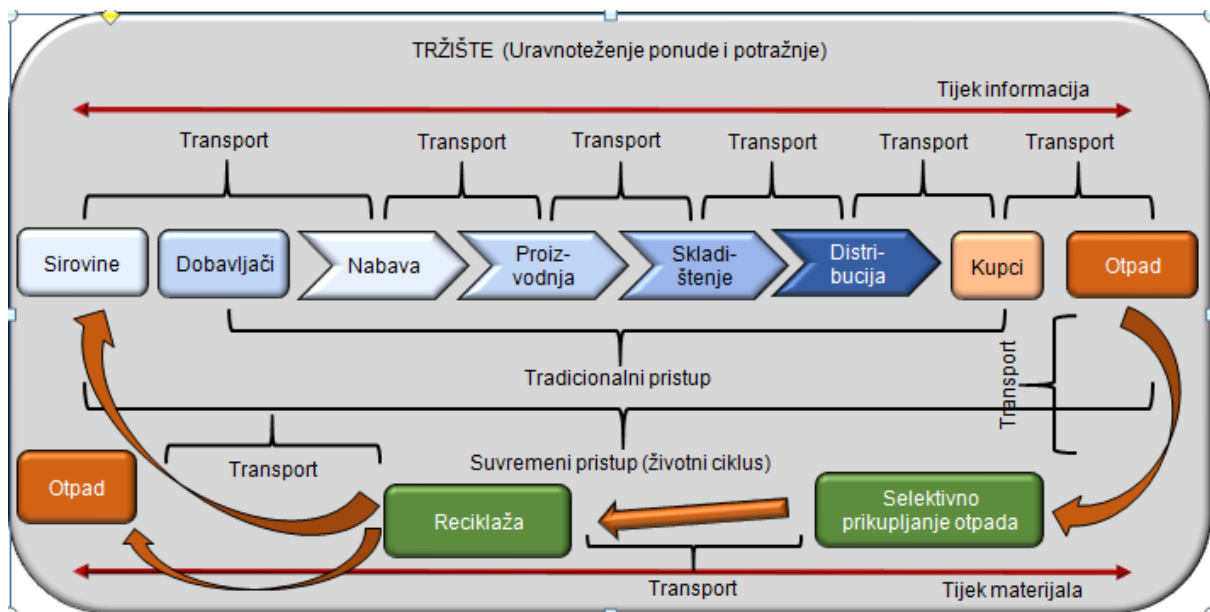 TRŽIŠTE (Uravnoteženje ponude i potražnje)
Tijek informacija
Transport
Transport
Transport
Transport
Transport
Transport
Sirovine
Dobavljači
Nabava
Proiz-
vodnja
Skladi-
štenje
Distri-
bucija
Kupci
Otpad
Tradicionalni pristup
Transport
Transport
Suvremeni pristup (životni ciklus)
Otpad
Reciklaža
Selektivno
prikupljanje otpada
Transport
Tijek materijala